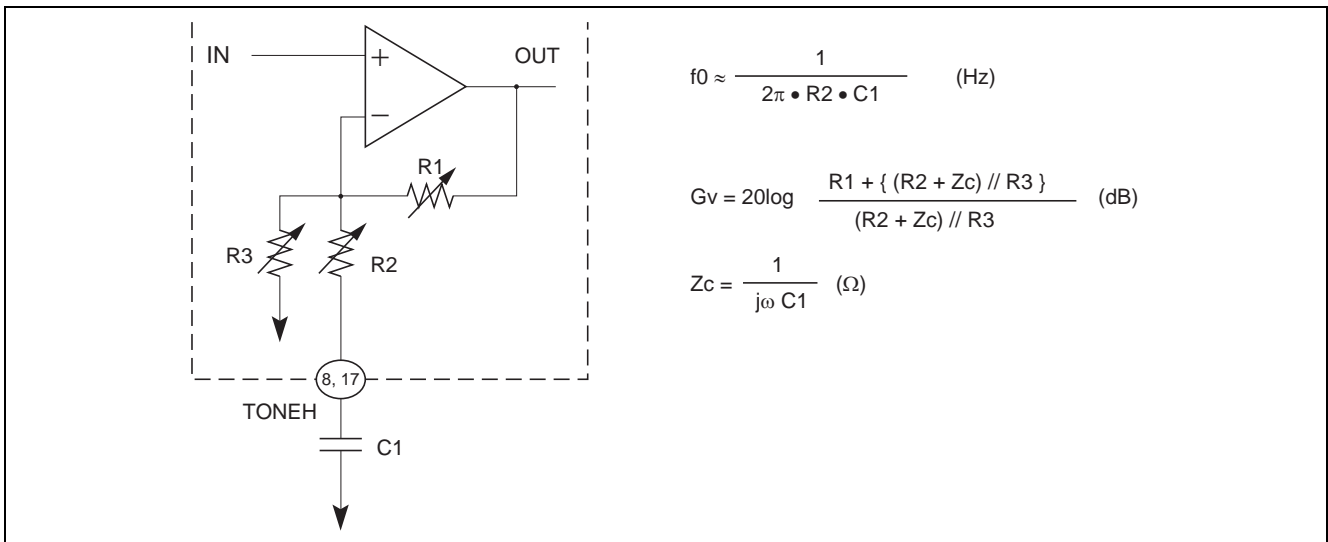 IN
+
OUT
−
R1
R3
R2
8, 17
TONEH
C1
f0 ≈ 1 / 2π • R2 • C1 (Hz)
Gv = 20log R1 + { (R2 + Zc) // R3 } / (R2 + Zc) // R3 (dB)
Zc = 1 / jω C1 (Ω)